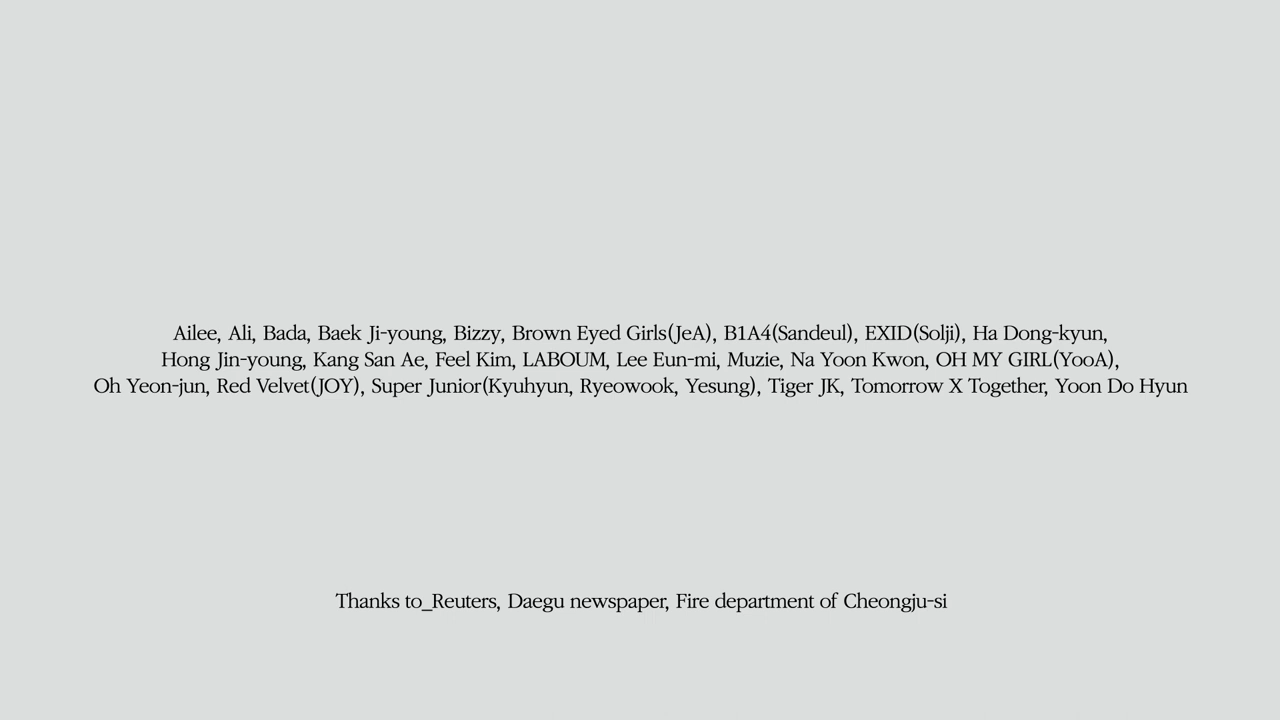 Ailee, Ali, Bada, Baek Ji-young, Bizzy, Brown Eyed Girls(JeA), B1A4(Sandeul), EXID(Solji), Ha Dong-kyun,
Hong Jin-young, Kang San Ae, Feel Kim, LABOUM, Lee Eun-mi, Muzie, Na Yoon Kwon, OH MY GIRL(YooA),
Oh Yeon-jun, Red Velvet(JOY), Super Junior(Kyuhyun, Ryeowook, Yesung), Tiger JK, Tomorrow X Together, Yoon Do Hyun
Thanks to_Reuters, Daegu newspaper, Fire department of Cheongju-si